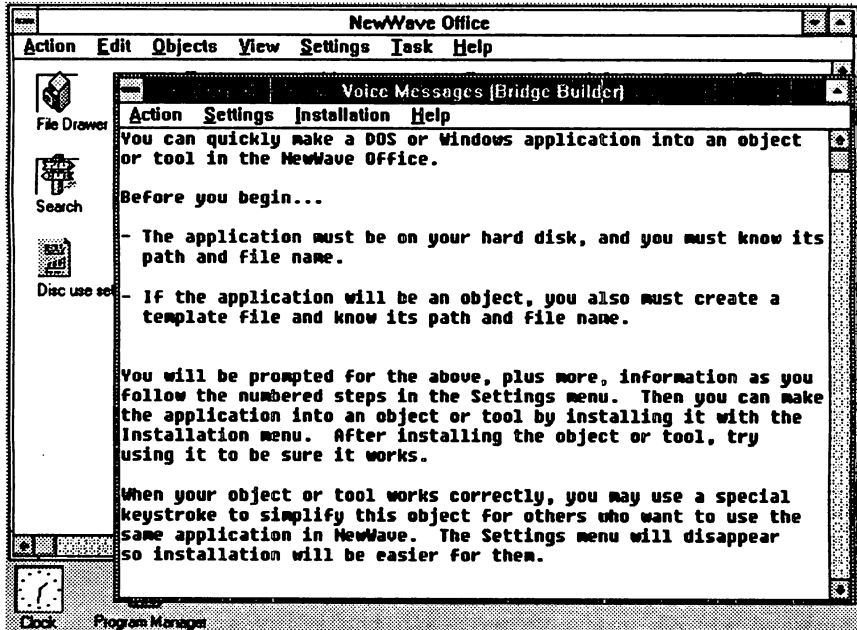 NewWave Office
Action Edit Objects View Settings Task Help
File Drawer
Search
Disc use set
Voice Messages (Bridge Builder)
Action Settings Installation Help
You can quickly make a DOS or Windows application into an object
or tool in the NewWave Office.
Before you begin...
- The application must be on your hard disk, and you must know its
path and file name.
- If the application will be an object, you also must create a
template file and know its path and file name.
You will be prompted for the above, plus more, information as you
follow the numbered steps in the Settings menu. Then you can make
the application into an object or tool by installing it with the
Installation menu. After installing the object or tool, try
using it to be sure it works.
When your object or tool works correctly, you may use a special
keystroke to simplify this object for others who want to use the
same application in NewWave. The Settings menu will disappear
so installation will be easier for them.
Clock Program Manager